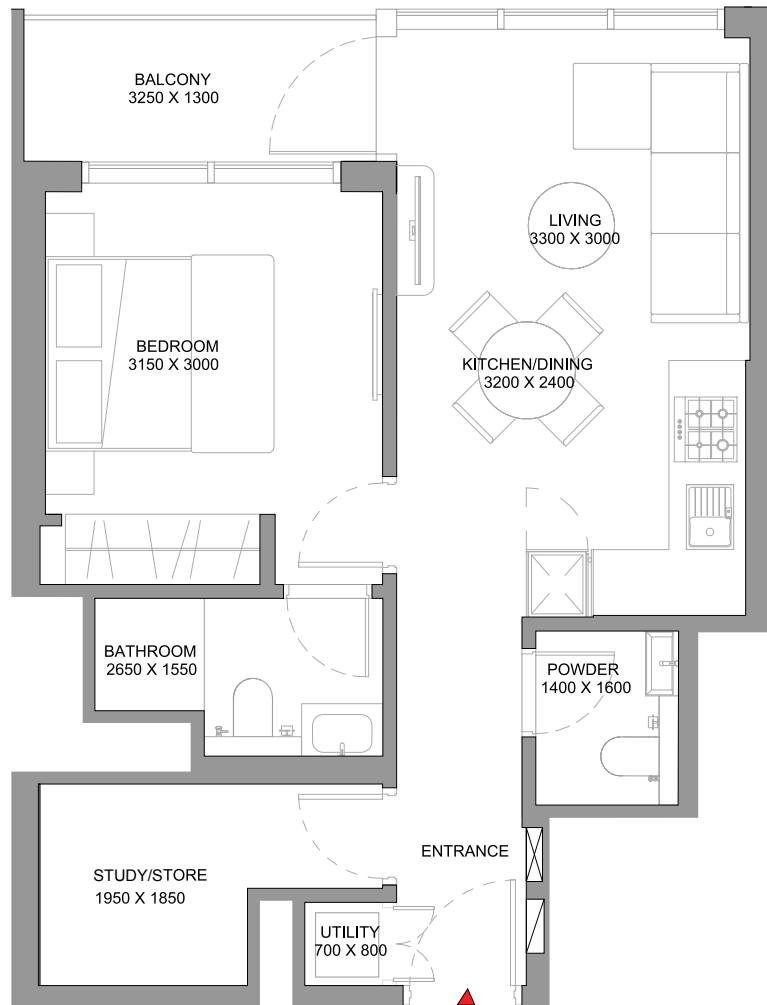 BALCONY
3250 X 1300
LIVING
3300 X 3000
BEDROOM
3150 X 3000
KITCHEN/DINING
3200 X 2400
BATHROOM
2650 X 1550
POWDER
1400 X 1600
ENTRANCE
STUDY/STORE
1950 X 1850
UTILITY
700 X 800